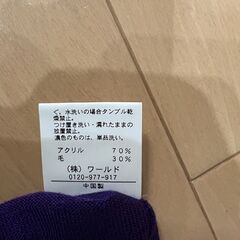 ぐ、水洗いの場合タンブル乾
燥禁止。
つけ置き洗い・濡れたままの
放置禁止。
濃色のものは、単品洗い。
アクリル 70%
毛 30%
(株)ワールド
0120-977-917
中国製